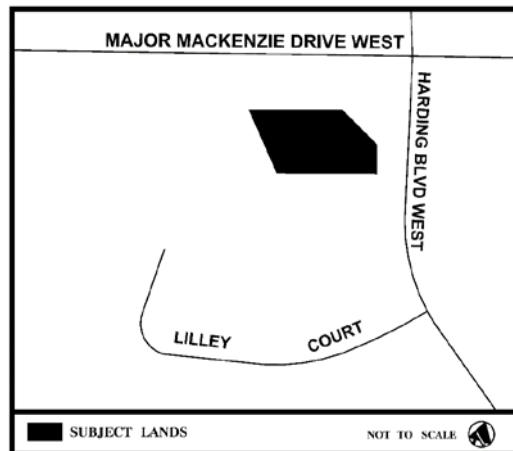 MAJOR MACKENZIE DRIVE WEST
HARDING BLVD WEST
LILLEY COURT
SUBJECT LANDS
NOT TO SCALE